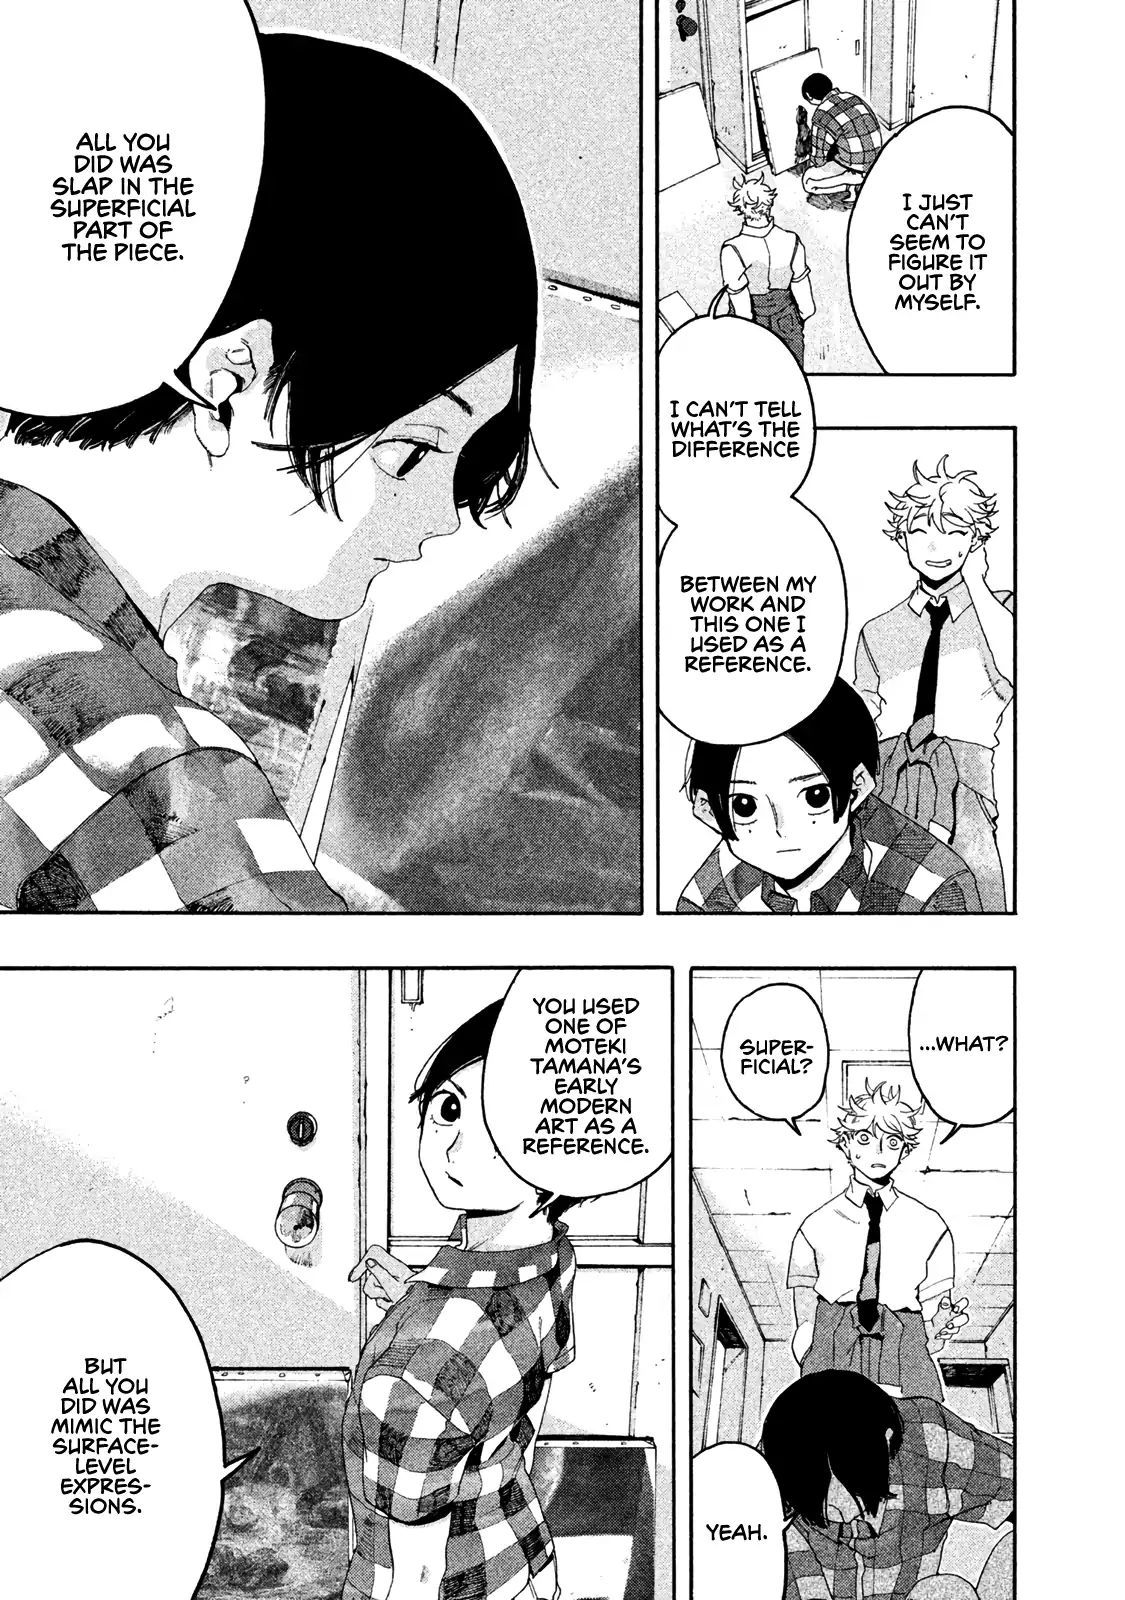 I JUST
CAN'T
SEEM TO
FIGURE IT
OUT BY
MYSELF.
I CAN'T TELL
WHAT'S THE
DIFFERENCE
BETWEEN MY
WORK AND
THIS ONE I
USED AS A
REFERENCE.
ALL YOU
DID WAS
SLAP IN THE
SUPERFICIAL
PART OF
THE PIECE.
...WHAT?
SUPER-
FICIAL?
YEAH.
YOU USED
ONE OF
MOTEKI
TAMANA'S
EARLY
MODERN
ART AS A
REFERENCE.
BUT
ALL YOU
DID WAS
MIMIC THE
SURFACE-
LEVEL
EXPRES-
SIONS.